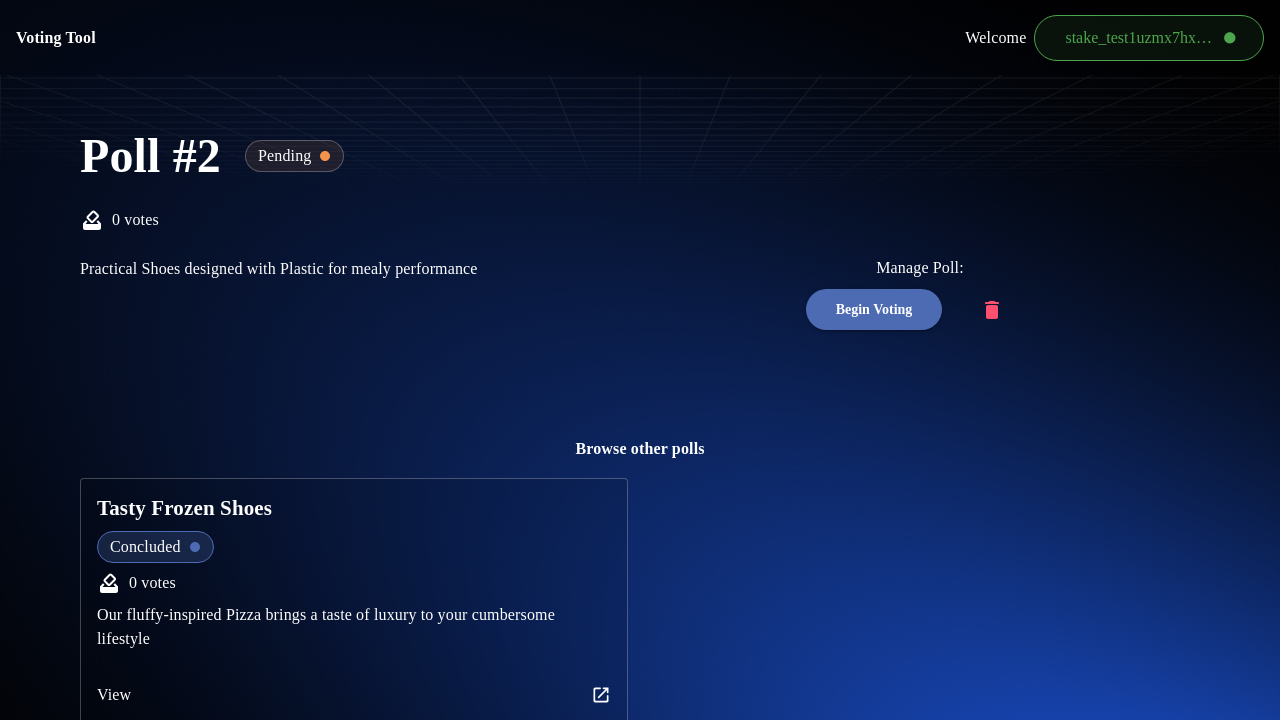 Voting Tool
Welcome
stake_test1uzmx7hx…
Poll #2
Pending
0 votes
Practical Shoes designed with Plastic for mealy performance
Manage Poll:
Begin Voting
Browse other polls
Tasty Frozen Shoes
Concluded
0 votes
Our fluffy-inspired Pizza brings a taste of luxury to your cumbersome
lifestyle
View